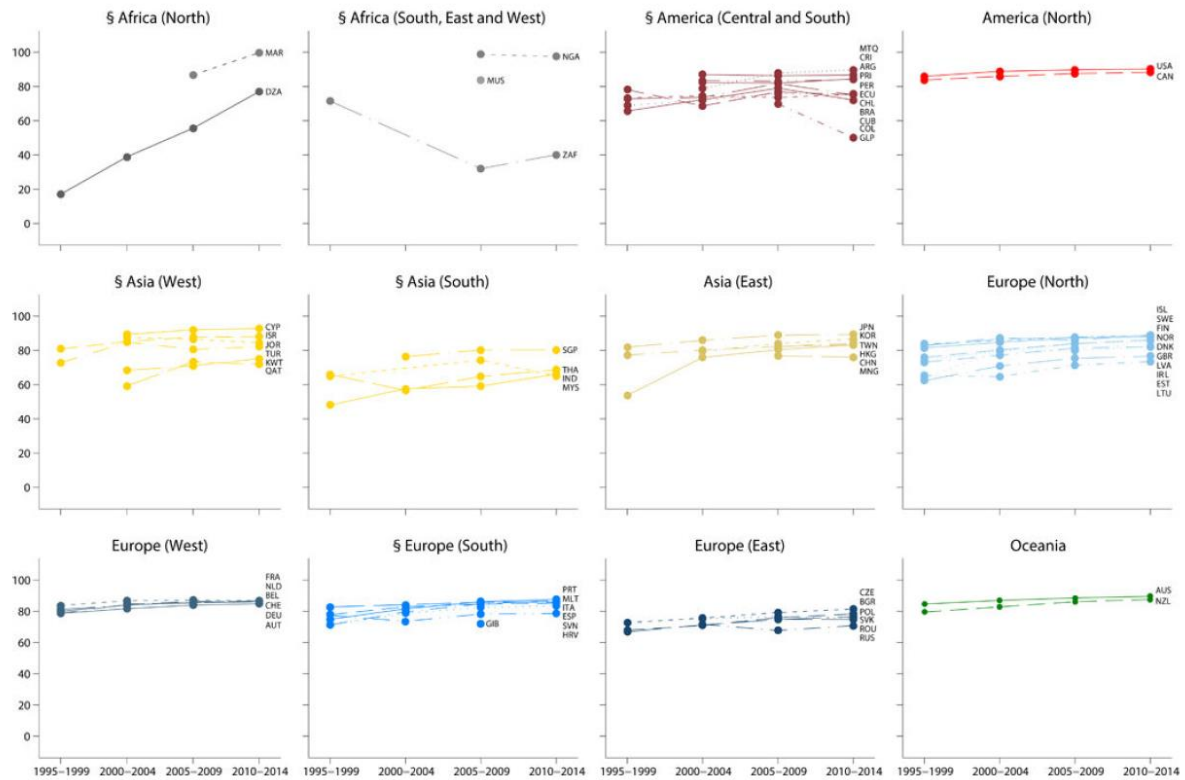 § Africa (North)
§ Africa (South, East and West)
§ America (Central and South)
America (North)
100
80
60
40
20
0
MAR
DZA
NGA
MUS
ZAF
MTQ
CRI
ARG
PRI
PER
ECU
CHL
BRA
CUB
COL
GLP
USA
CAN
§ Asia (West)
§ Asia (South)
Asia (East)
Europe (North)
100
80
60
40
20
0
CYP
ISR
JOR
TUR
KWT
QAT
SGP
THA
IND
MYS
JPN
KOR
TWN
HKG
CHN
MNG
ISL
SWE
FIN
NOR
DNK
GBR
LVA
IRL
EST
LTU
Europe (West)
§ Europe (South)
Europe (East)
Oceania
100
80
60
40
20
0
FRA
NLD
BEL
CHE
DEU
AUT
PRT
MLT
ITA
ESP
SVN
HRV
GIB
CZE
BGR
POL
SVK
ROU
RUS
AUS
NZL
1995–1999 2000–2004 2005–2009 2010–2014
1995–1999 2000–2004 2005–2009 2010–2014
1995–1999 2000–2004 2005–2009 2010–2014
1995–1999 2000–2004 2005–2009 2010–2014